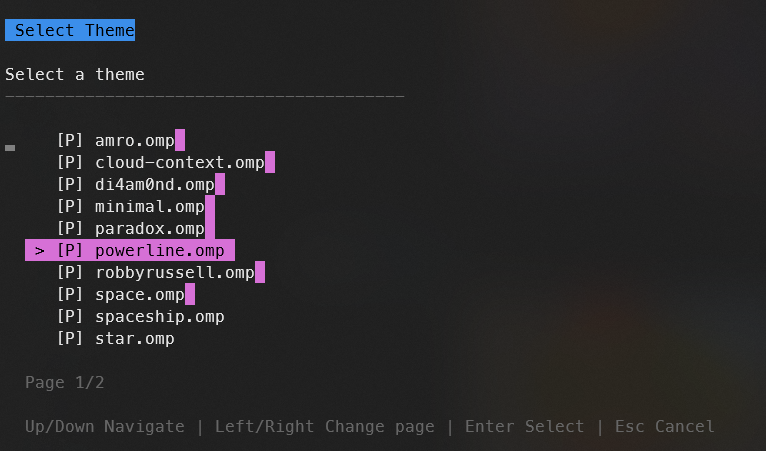 Select Theme
Select a theme
----------------------------------------
[P] amro.omp
[P] cloud-context.omp
[P] di4am0nd.omp
[P] minimal.omp
[P] paradox.omp
> [P] powerline.omp
[P] robbyrussell.omp
[P] space.omp
[P] spaceship.omp
[P] star.omp
Page 1/2
Up/Down Navigate | Left/Right Change page | Enter Select | Esc Cancel